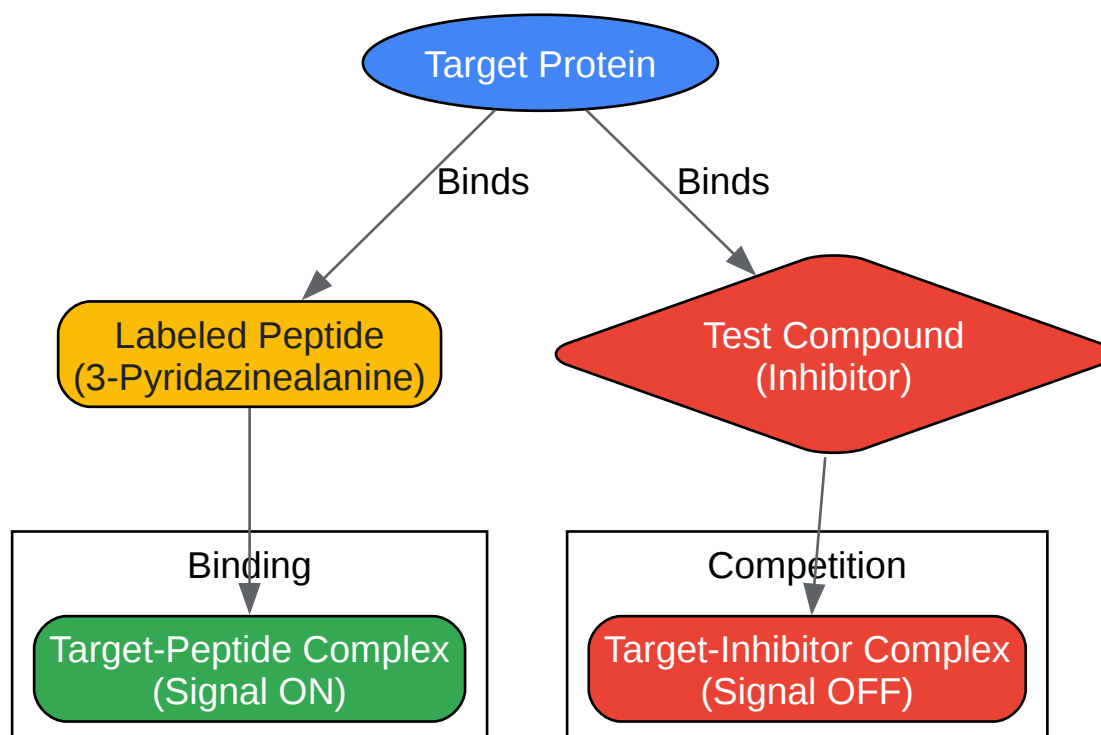 Target Protein
Binds
Binds
Labeled Peptide
(3-Pyridazinealanine)
Test Compound
(Inhibitor)
Binding
Target-Peptide Complex
(Signal ON)
Competition
Target-Inhibitor Complex
(Signal OFF)